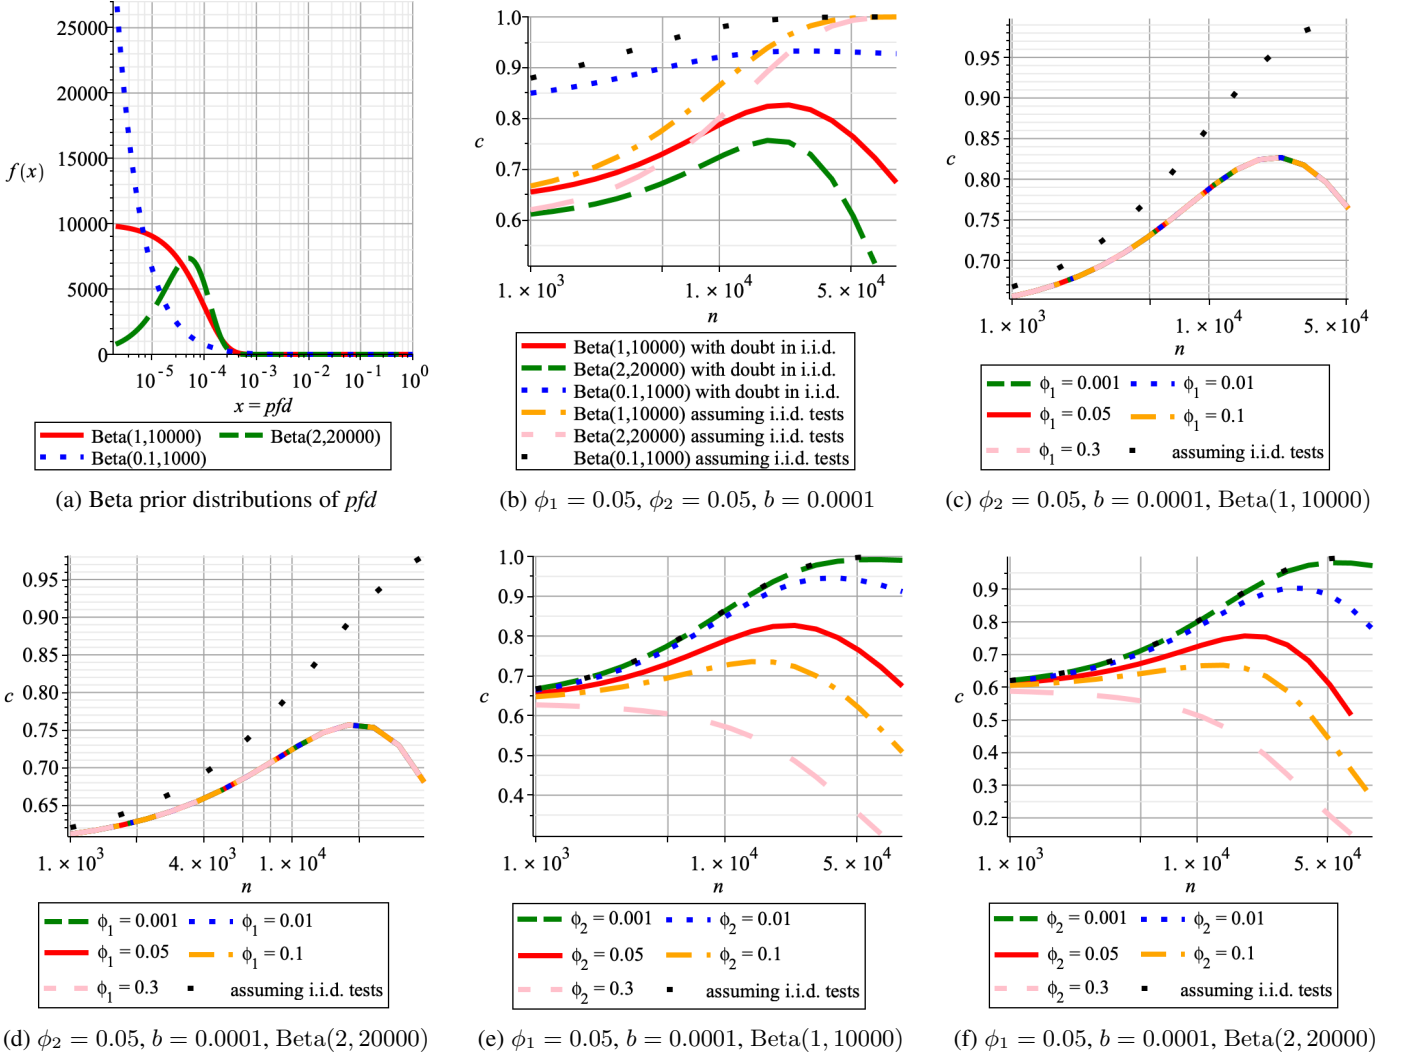 25000
20000
f(x) 15000
10000
5000
0
10^-5 10^-4 10^-3 10^-2 10^-1 10^0
x = pfd
Beta(1,10000) Beta(2,20000)
Beta(0.1,1000)
(a) Beta prior distributions of pfd
1.0
0.9
0.8
c
0.7
0.6
1. × 10^3 1. × 10^4 5. × 10^4
n
Beta(1,10000) with doubt in i.i.d.
Beta(2,20000) with doubt in i.i.d.
Beta(0.1,1000) with doubt in i.i.d.
Beta(1,10000) assuming i.i.d. tests
Beta(2,20000) assuming i.i.d. tests
Beta(0.1,1000) assuming i.i.d. tests
(b) ϕ1 = 0.05, ϕ2 = 0.05, b = 0.0001
0.95
0.90
0.85
c
0.80
0.75
0.70
1. × 10^3 1. × 10^4 5. × 10^4
n
ϕ1 = 0.001 ϕ1 = 0.01
ϕ1 = 0.05 ϕ1 = 0.1
ϕ1 = 0.3 assuming i.i.d. tests
(c) ϕ2 = 0.05, b = 0.0001, Beta(1, 10000)
0.95
0.90
0.85
0.80
c
0.75
0.70
0.65
1. × 10^3 4. × 10^3 1. × 10^4
n
ϕ1 = 0.001 ϕ1 = 0.01
ϕ1 = 0.05 ϕ1 = 0.1
ϕ1 = 0.3 assuming i.i.d. tests
(d) ϕ2 = 0.05, b = 0.0001, Beta(2, 20000)
1.0
0.9
0.8
0.7
c
0.6
0.5
0.4
1. × 10^3 1. × 10^4 5. × 10^4
n
ϕ2 = 0.001 ϕ2 = 0.01
ϕ2 = 0.05 ϕ2 = 0.1
ϕ2 = 0.3 assuming i.i.d. tests
(e) ϕ1 = 0.05, b = 0.0001, Beta(1, 10000)
0.9
0.8
0.7
c
0.6
0.5
0.4
0.3
0.2
1. × 10^3 1. × 10^4 5. × 10^4
n
ϕ2 = 0.001 ϕ2 = 0.01
ϕ2 = 0.05 ϕ2 = 0.1
ϕ2 = 0.3 assuming i.i.d. tests
(f) ϕ1 = 0.05, b = 0.0001, Beta(2, 20000)